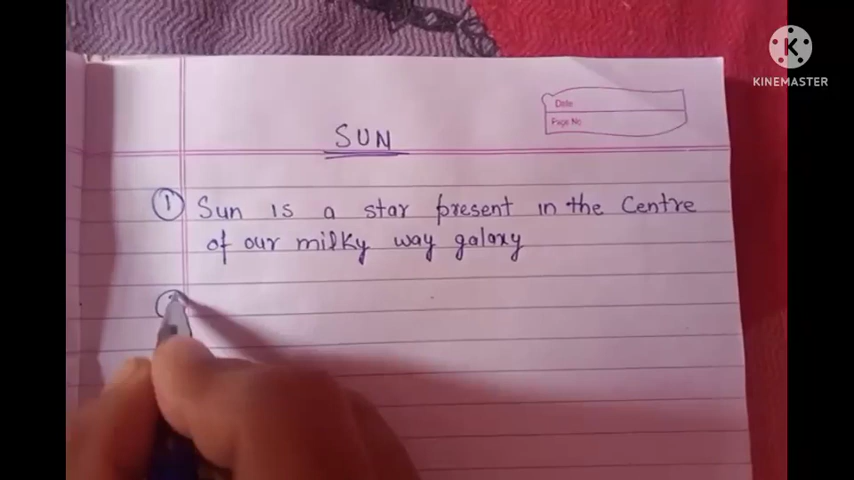 KINEMASTER
Date
Page No
SUN
1 Sun is a star present in the Centre
of our milky way galaxy